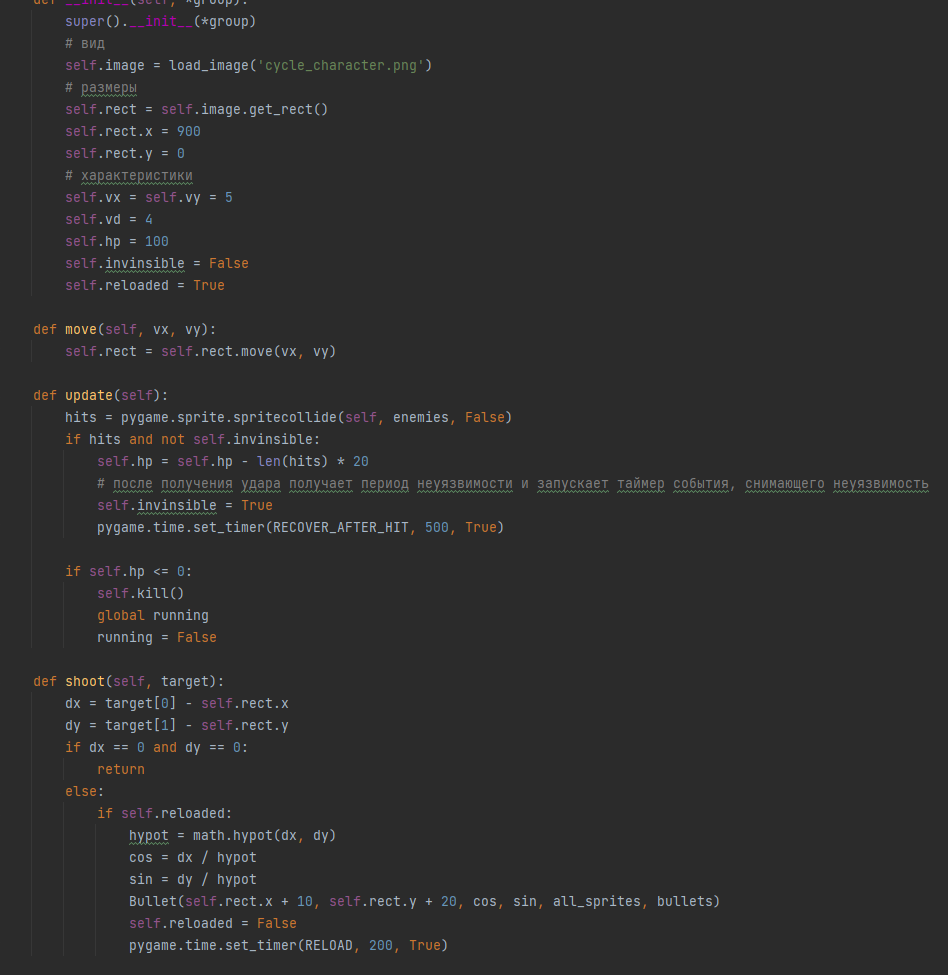 def __init__(self, *group):
super().__init__(*group)
# вид
self.image = load_image('cycle_character.png')
# размеры
self.rect = self.image.get_rect()
self.rect.x = 900
self.rect.y = 0
# характеристики
self.vx = self.vy = 5
self.vd = 4
self.hp = 100
self.invinsible = False
self.reloaded = True
def move(self, vx, vy):
self.rect = self.rect.move(vx, vy)
def update(self):
hits = pygame.sprite.spritecollide(self, enemies, False)
if hits and not self.invinsible:
self.hp = self.hp - len(hits) * 20
# после получения удара получает период неуязвимости и запускает таймер события, снимающего неуязвимость
self.invinsible = True
pygame.time.set_timer(RECOVER_AFTER_HIT, 500, True)
if self.hp <= 0:
self.kill()
global running
running = False
def shoot(self, target):
dx = target[0] - self.rect.x
dy = target[1] - self.rect.y
if dx == 0 and dy == 0:
return
else:
if self.reloaded:
hypot = math.hypot(dx, dy)
cos = dx / hypot
sin = dy / hypot
Bullet(self.rect.x + 10, self.rect.y + 20, cos, sin, all_sprites, bullets)
self.reloaded = False
pygame.time.set_timer(RELOAD, 200, True)